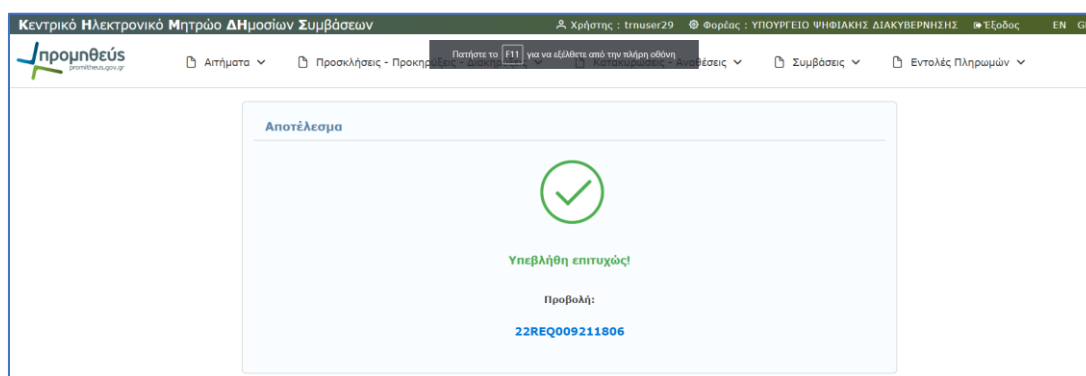 Κεντρικό Ηλεκτρονικό Μητρώο ΔΗμοσίων Συμβάσεων Χρήστης : trnuser29 Φορέας : ΥΠΟΥΡΓΕΙΟ ΨΗΦΙΑΚΗΣ ΔΙΑΚΥΒΕΡΝΗΣΗΣ Έξοδος EN G
Πατήστε το F11 για να εξέλθετε από την πλήρη οθόνη
προμηθεύς
promitheus.gov.gr
Αιτήματα Προσκλήσεις - Προκηρύξεις - Διακηρύξεις Κατακυρώσεις - Αναθέσεις Συμβάσεις Εντολές Πληρωμών
Αποτέλεσμα
Υπεβλήθη επιτυχώς!
Προβολή:
22REQ009211806